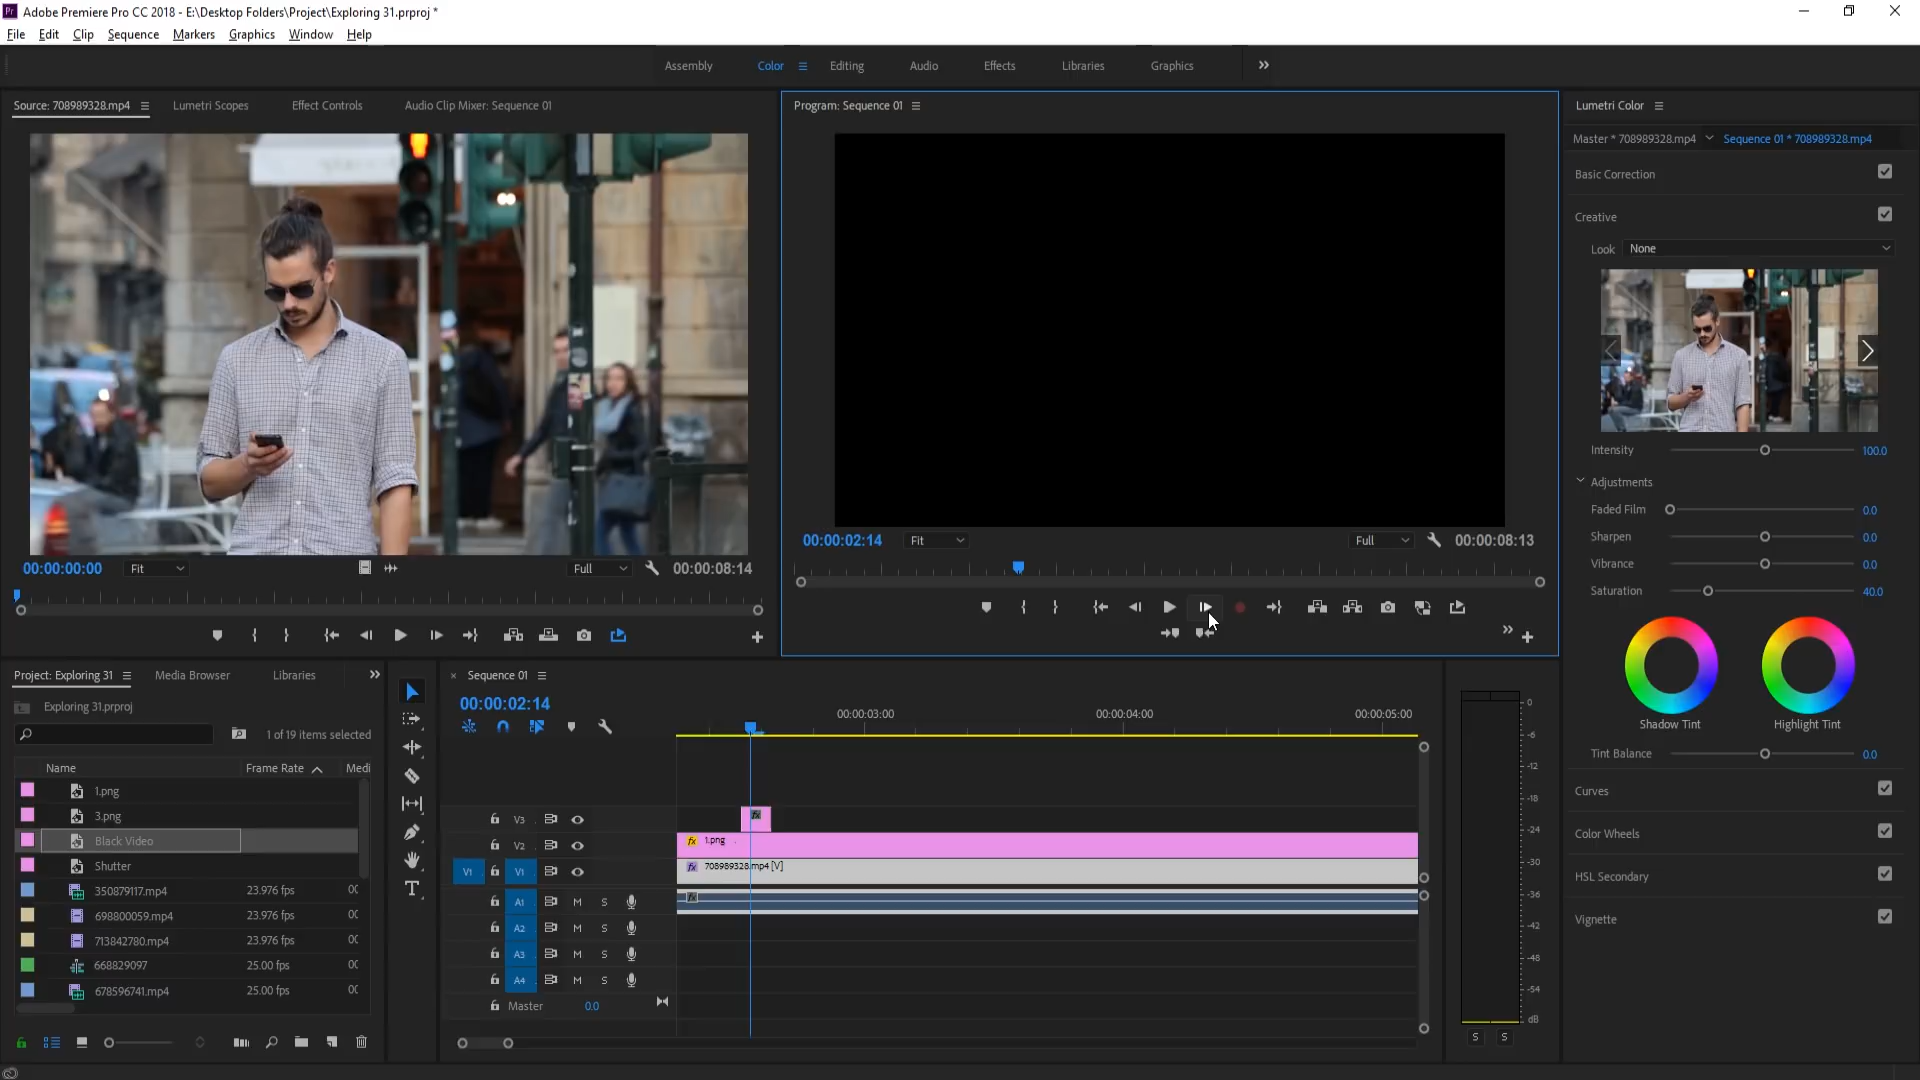 Adobe Premiere Pro CC 2018 - E:\Desktop Folders\Project\Exploring 31.prproj *
File Edit Clip Sequence Markers Graphics Window Help
Assembly Color Editing Audio Effects Libraries Graphics
Source: 708989328.mp4 Lumetri Scopes Effect Controls Audio Clip Mixer: Sequence 01
00:00:00:00 Fit Full 00:00:08:14
Program: Sequence 01
00:00:02:14 Fit Full 00:00:08:13
Lumetri Color
Master * 708989328.mp4 Sequence 01 * 708989328.mp4
Basic Correction
Creative
Look None
Intensity 100.0
Adjustments
Faded Film 0.0
Sharpen 0.0
Vibrance 0.0
Saturation 40.0
Shadow Tint Highlight Tint
Tint Balance 0.0
Curves
Color Wheels
HSL Secondary
Vignette
Project: Exploring 31 Media Browser Libraries
Exploring 31.prproj
1 of 19 items selected
Name Frame Rate Medi
1.png
3.png
Black Video
Shutter
350879117.mp4 23.976 fps 00
698800059.mp4 23.976 fps 00
713842780.mp4 23.976 fps 00
668829097 25.00 fps 00
678596741.mp4 25.00 fps 00
Sequence 01
00:00:02:14
00:00:03:00 00:00:04:00 00:00:05:00
V3 fx
V2 fx 1.png
V1 V1 fx 708989328.mp4 [V]
A1 M S fx
A2 M S
A3 M S
A4 M S
Master 0.0
0
-6
-12
-18
-24
-30
-36
-42
-48
-54
dB
S S